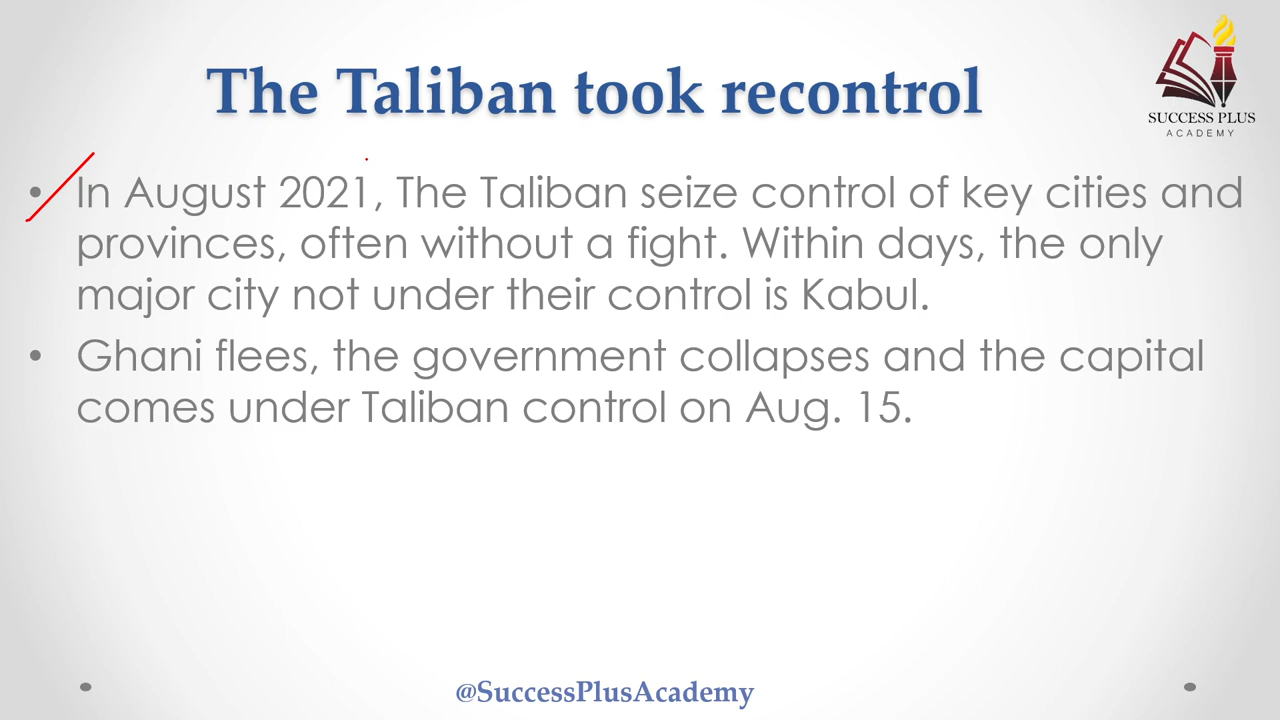 The Taliban took recontrol
SUCCESS PLUS
ACADEMY
• In August 2021, The Taliban seize control of key cities and
provinces, often without a fight. Within days, the only
major city not under their control is Kabul.
• Ghani flees, the government collapses and the capital
comes under Taliban control on Aug. 15.
@SuccessPlusAcademy